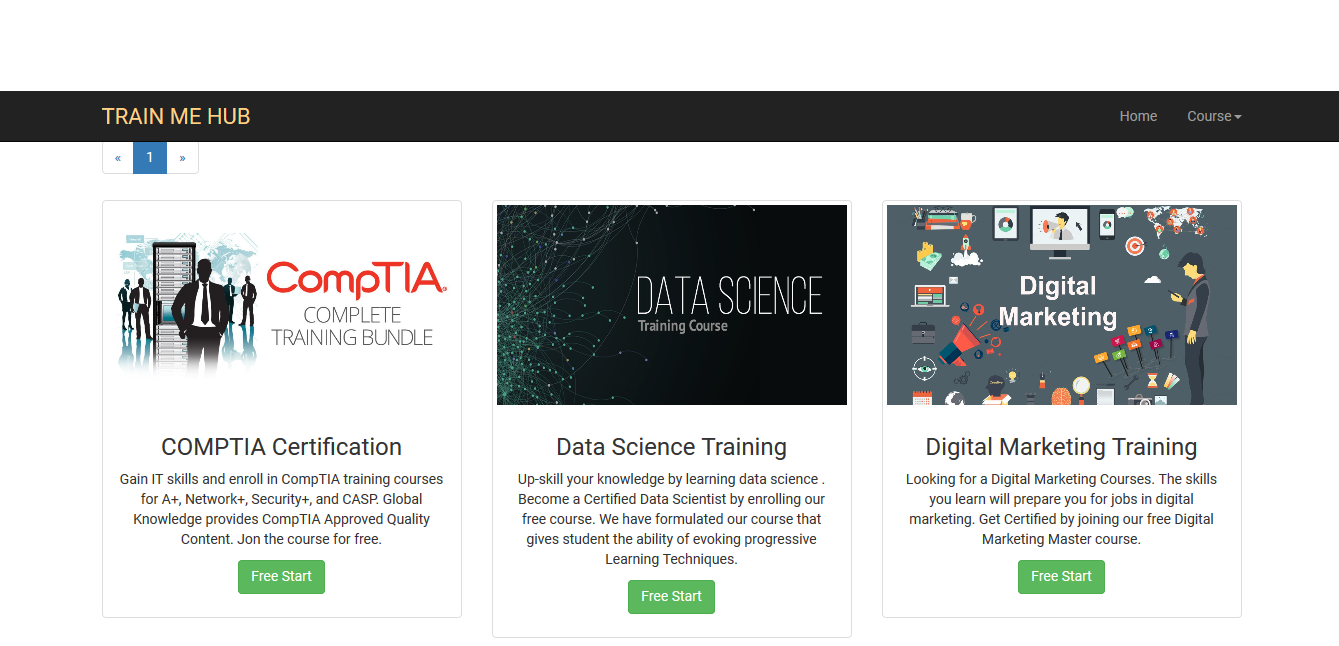 TRAIN ME HUB
Home
Course
« 1 »
CompTIA.
COMPLETE
TRAINING BUNDLE
DATA SCIENCE
Training Course
Digital
Marketing
COMPTIA Certification
Gain IT skills and enroll in CompTIA training courses
for A+, Network+, Security+, and CASP. Global
Knowledge provides CompTIA Approved Quality
Content. Jon the course for free.
Free Start
Data Science Training
Up-skill your knowledge by learning data science .
Become a Certified Data Scientist by enrolling our
free course. We have formulated our course that
gives student the ability of evoking progressive
Learning Techniques.
Free Start
Digital Marketing Training
Looking for a Digital Marketing Courses. The skills
you learn will prepare you for jobs in digital
marketing. Get Certified by joining our free Digital
Marketing Master course.
Free Start